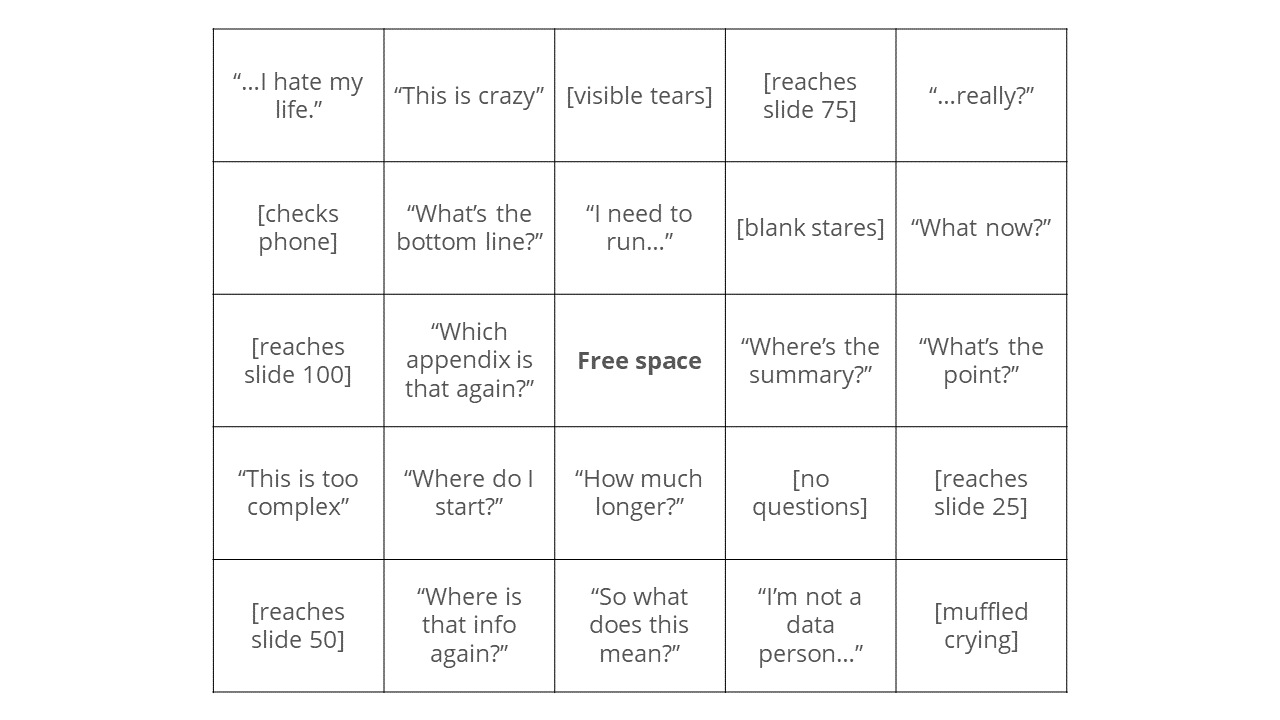 “...I hate my
life.”
“This is crazy”
[visible tears]
[reaches
slide 75]
“...really?”
[checks
phone]
“What’s the
bottom line?”
“I need to
run...”
[blank stares]
“What now?”
[reaches
slide 100]
“Which
appendix is
that again?”
Free space
“Where’s the
summary?”
“What’s the
point?”
“This is too
complex”
“Where do I
start?”
“How much
longer?”
[no
questions]
[reaches
slide 25]
[reaches
slide 50]
“Where is
that info
again?”
“So what
does this
mean?”
“I’m not a
data
person...”
[muffled
crying]